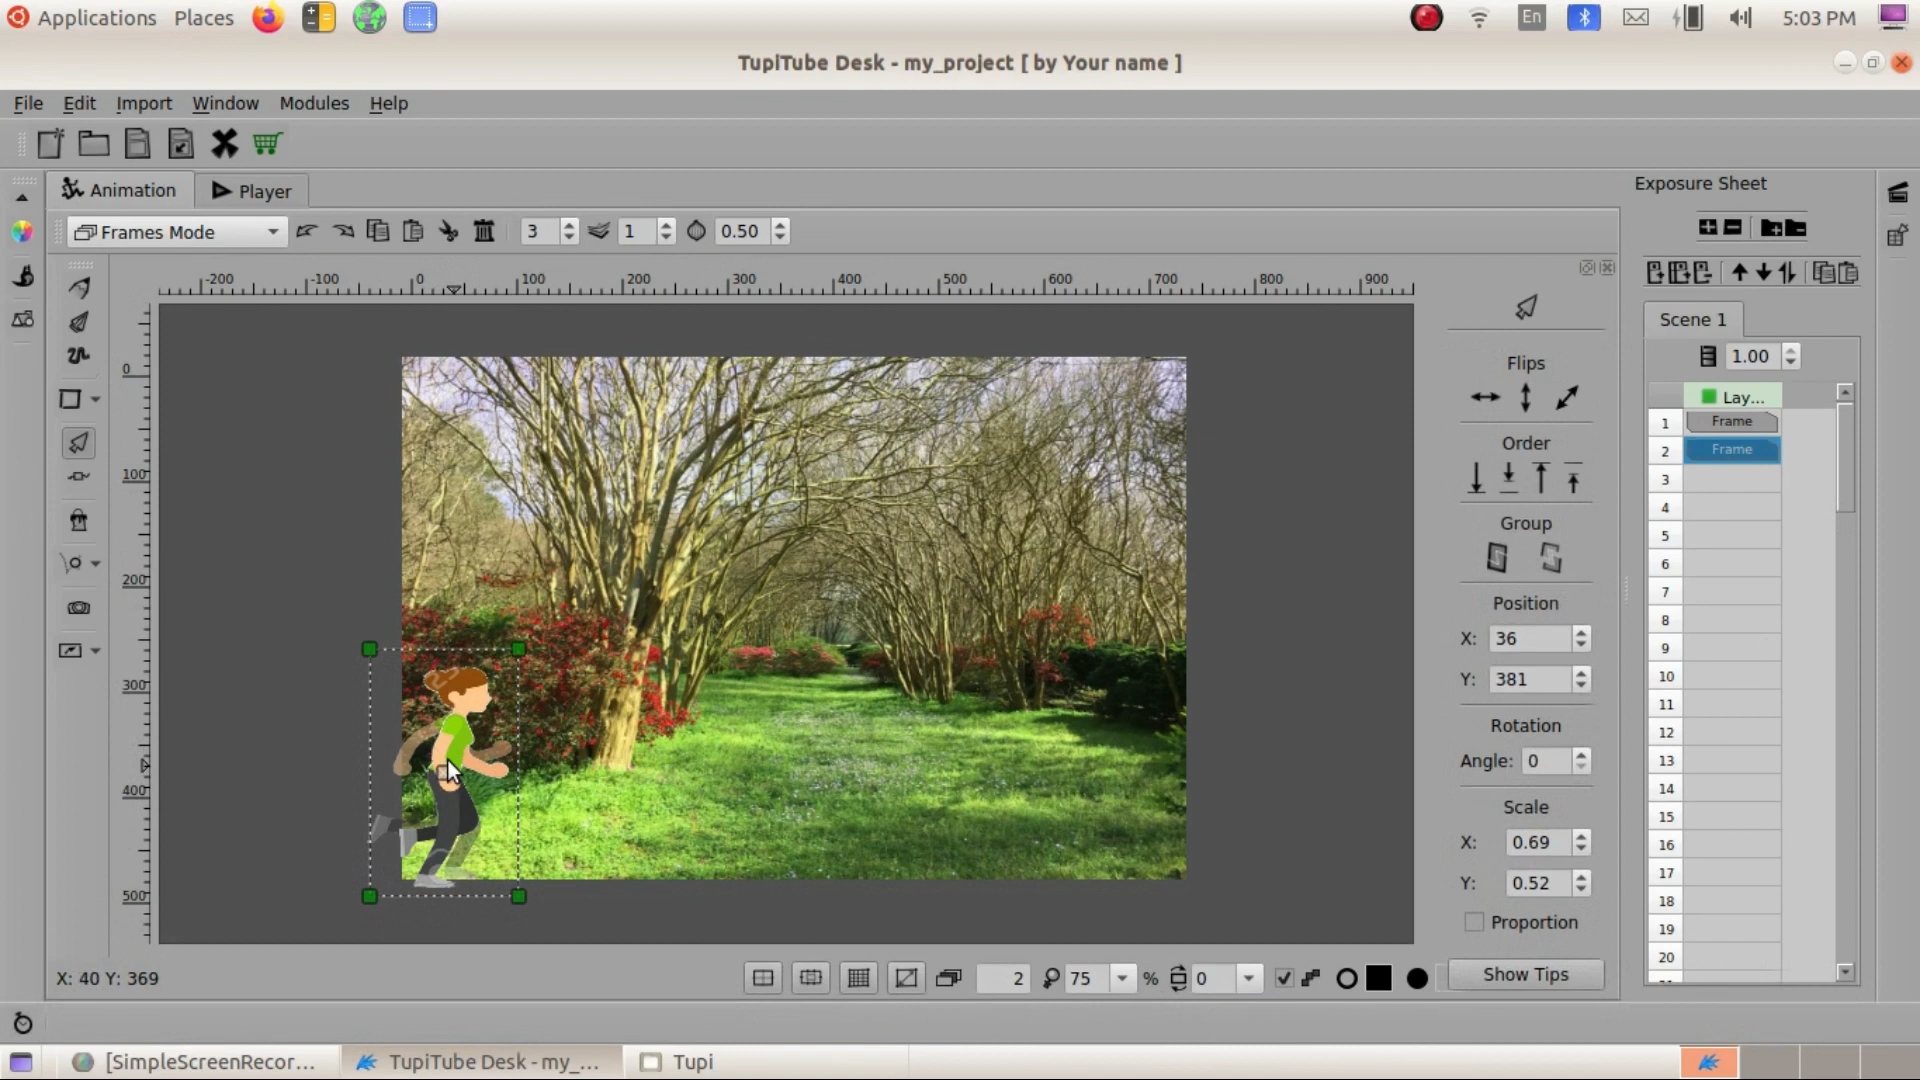 Applications Places En 5:03 PM
TupiTube Desk - my_project [ by Your name ]
File Edit Import Window Modules Help
Animation Player
Exposure Sheet
Frames Mode 3 1 0.50
-200 -100 0 100 200 300 400 500 600 700 800 900
0
100
200
300
400
500
Flips
Order
Group
Position
X: 36
Y: 381
Rotation
Angle: 0
Scale
X: 0.69
Y: 0.52
Proportion
Show Tips
Scene 1
1.00
Lay...
1 Frame
2 Frame
3
4
5
6
7
8
9
10
11
12
13
14
15
16
17
18
19
20
X: 40 Y: 369
2 75 % 0
[SimpleScreenRecor... TupiTube Desk - my_... Tupi